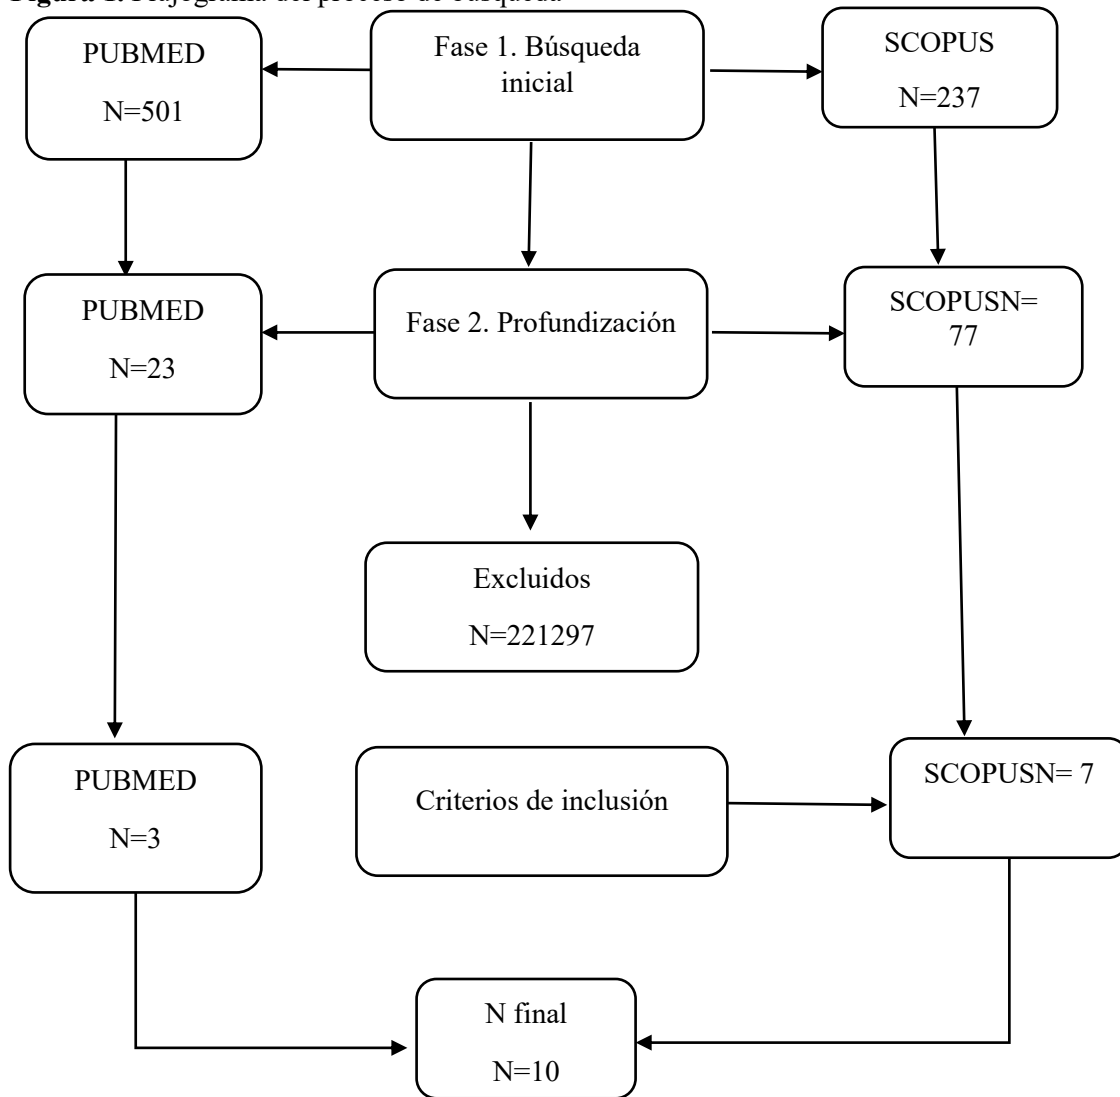 PUBMED
N=501
Fase 1. Búsqueda
inicial
SCOPUS
N=237
PUBMED
N=23
Fase 2. Profundización
SCOPUSN=
77
Excluidos
N=221297
PUBMED
N=3
Criterios de inclusión
SCOPUSN= 7
N final
N=10